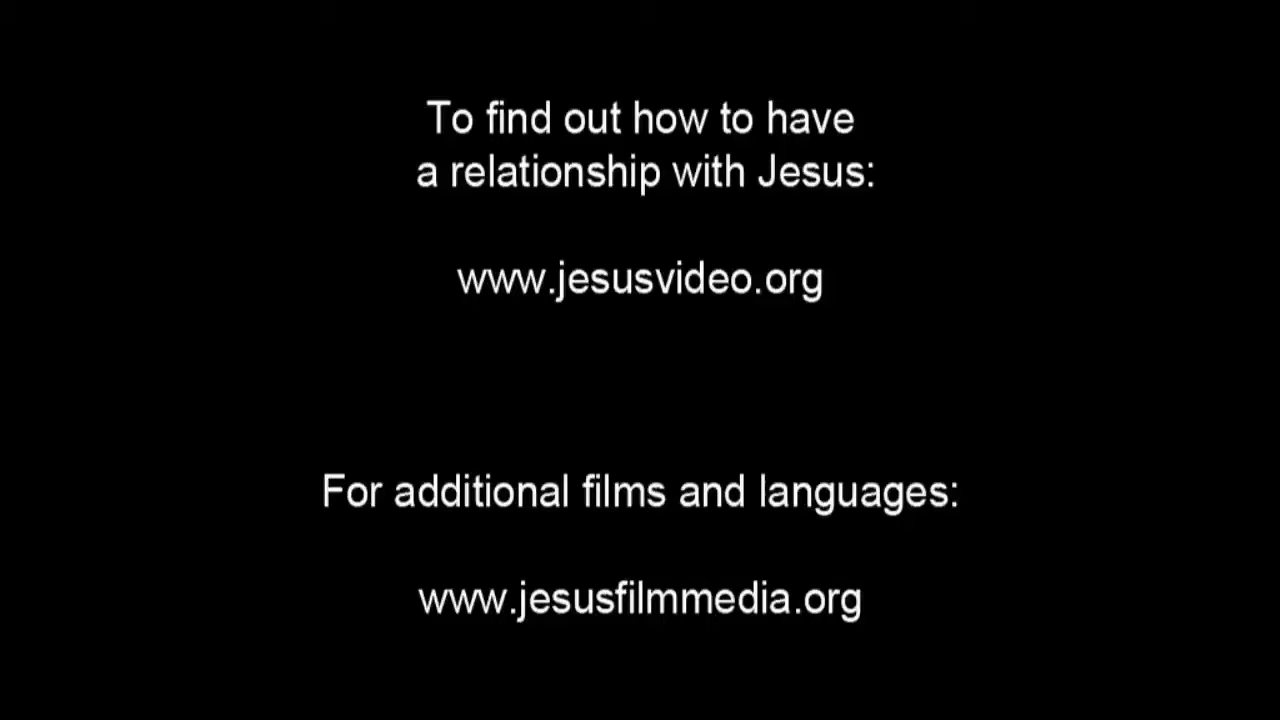 To find out how to have
a relationship with Jesus:
www.jesusvideo.org
For additional films and languages:
www.jesusfilmmedia.org